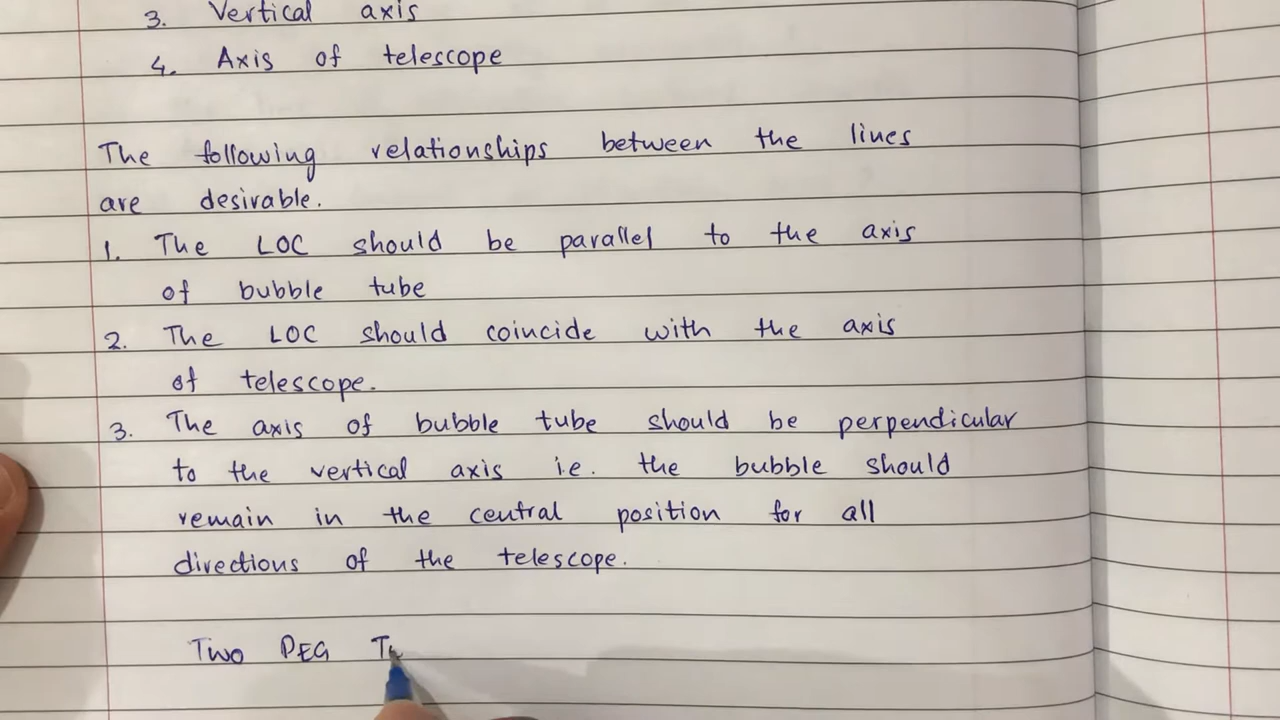 3. Vertical axis
4. Axis of telescope
The following relationships between the lines
are desirable.
1. The LOC should be parallel to the axis
of bubble tube
2. The LOC should coincide with the axis
of telescope.
3. The axis of bubble tube should be perpendicular
to the vertical axis i.e. the bubble should
remain in the central position for all
directions of the telescope.
TWO PEG